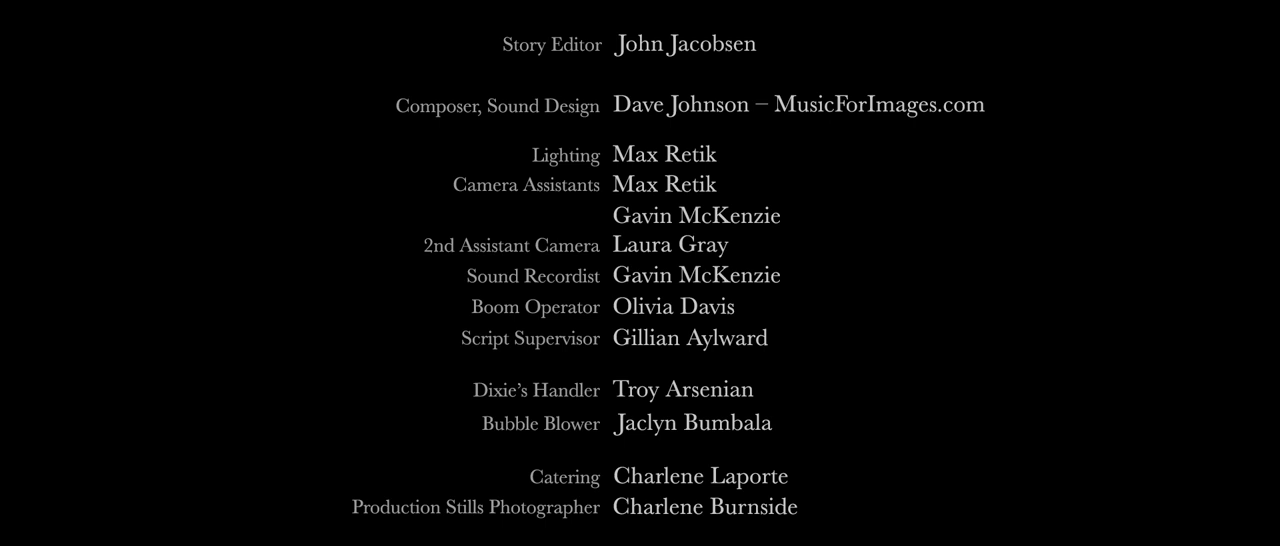 Story Editor John Jacobsen
Composer, Sound Design Dave Johnson – MusicForImages.com
Lighting Max Retik
Camera Assistants Max Retik
Gavin McKenzie
2nd Assistant Camera Laura Gray
Sound Recordist Gavin McKenzie
Boom Operator Olivia Davis
Script Supervisor Gillian Aylward
Dixie’s Handler Troy Arsenian
Bubble Blower Jaclyn Bumbala
Catering Charlene Laporte
Production Stills Photographer Charlene Burnside